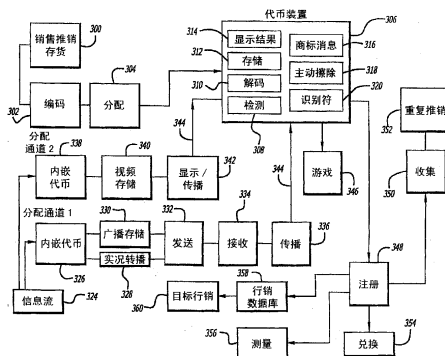 代币装置
306
销售推销
存货
300
314
显示结果
商标消息
316
304
312
存储
主动擦除
318
编码
分配
310
解码
识别符
320
302
检测
308
352
重复推销
分配
通道 2
338
340
344
342
内嵌
代币
视频
存储
显示/
传播
334
344
游戏
346
350
收集
分配通道 1
330
332
广播存储
内嵌代币
发送
接收
传播
336
实况转播
326
328
358
348
注册
信息流
324
360
目标行销
行销
数据库
356
测量
兑换
354